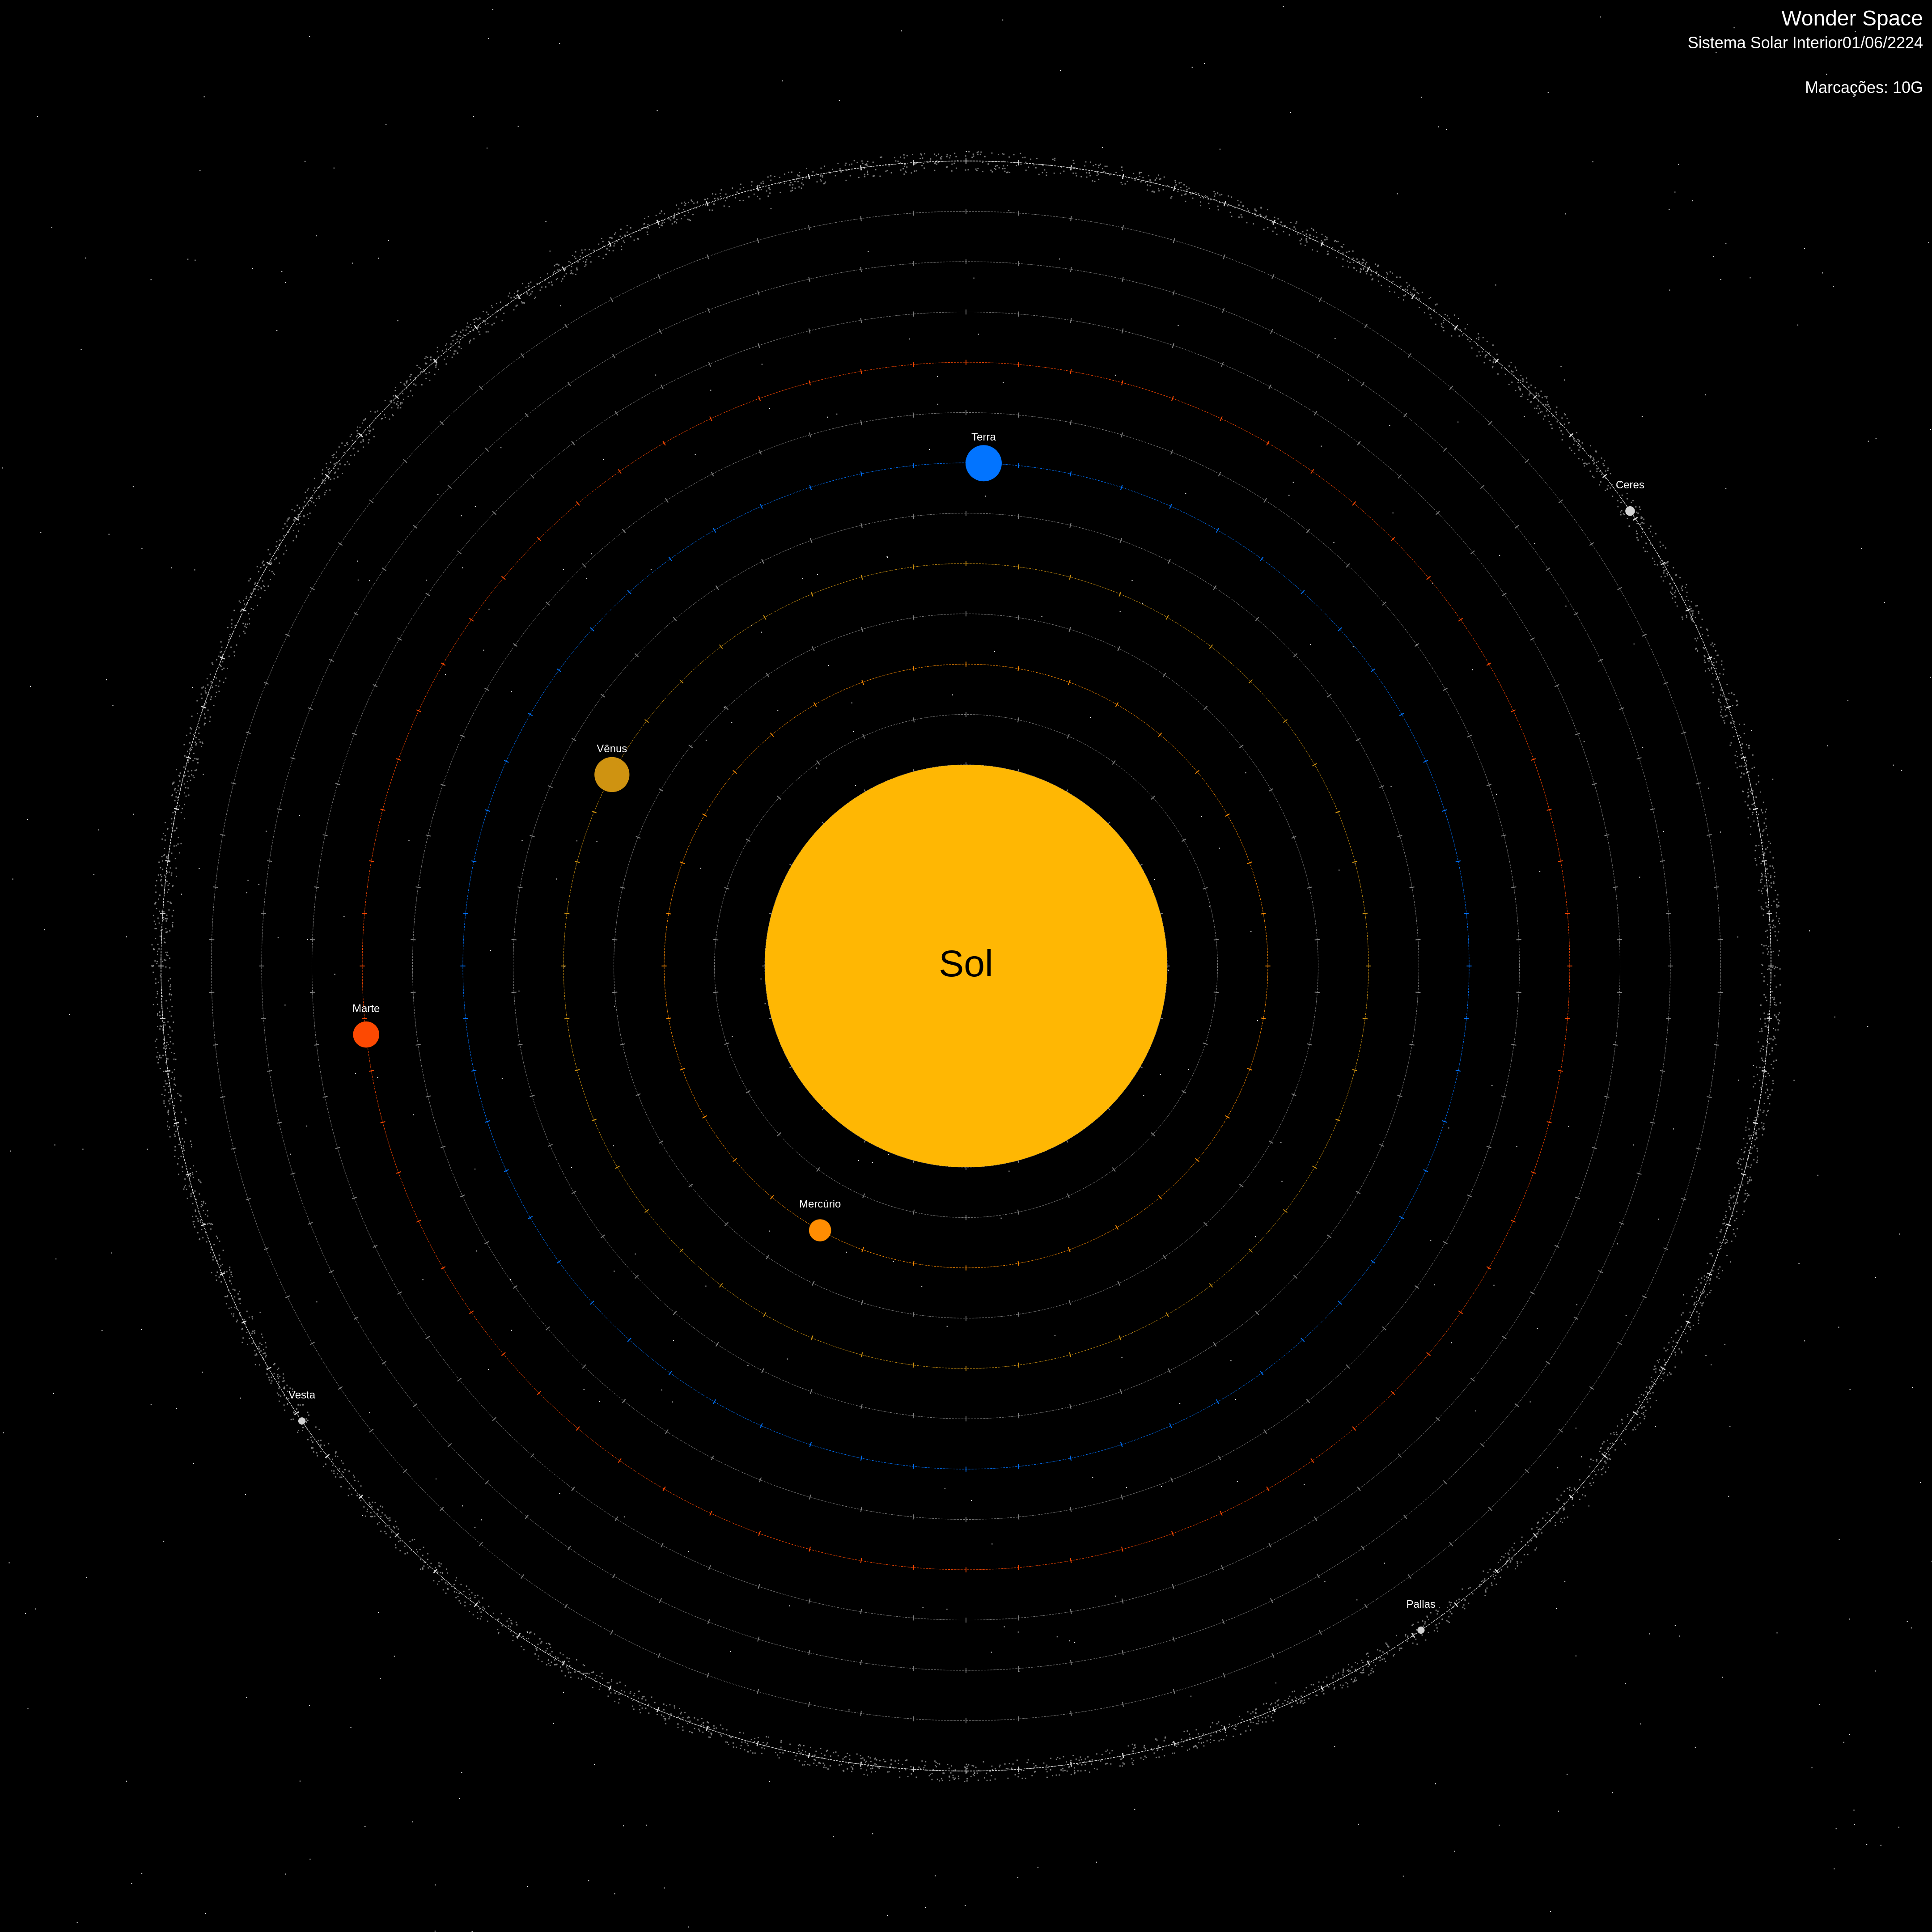 Wonder Space
Sistema Solar Interior01/06/2224
Marcações: 10G
Terra
Ceres
Vênus
Sol
Marte
Mercúrio
Vesta
Pallas